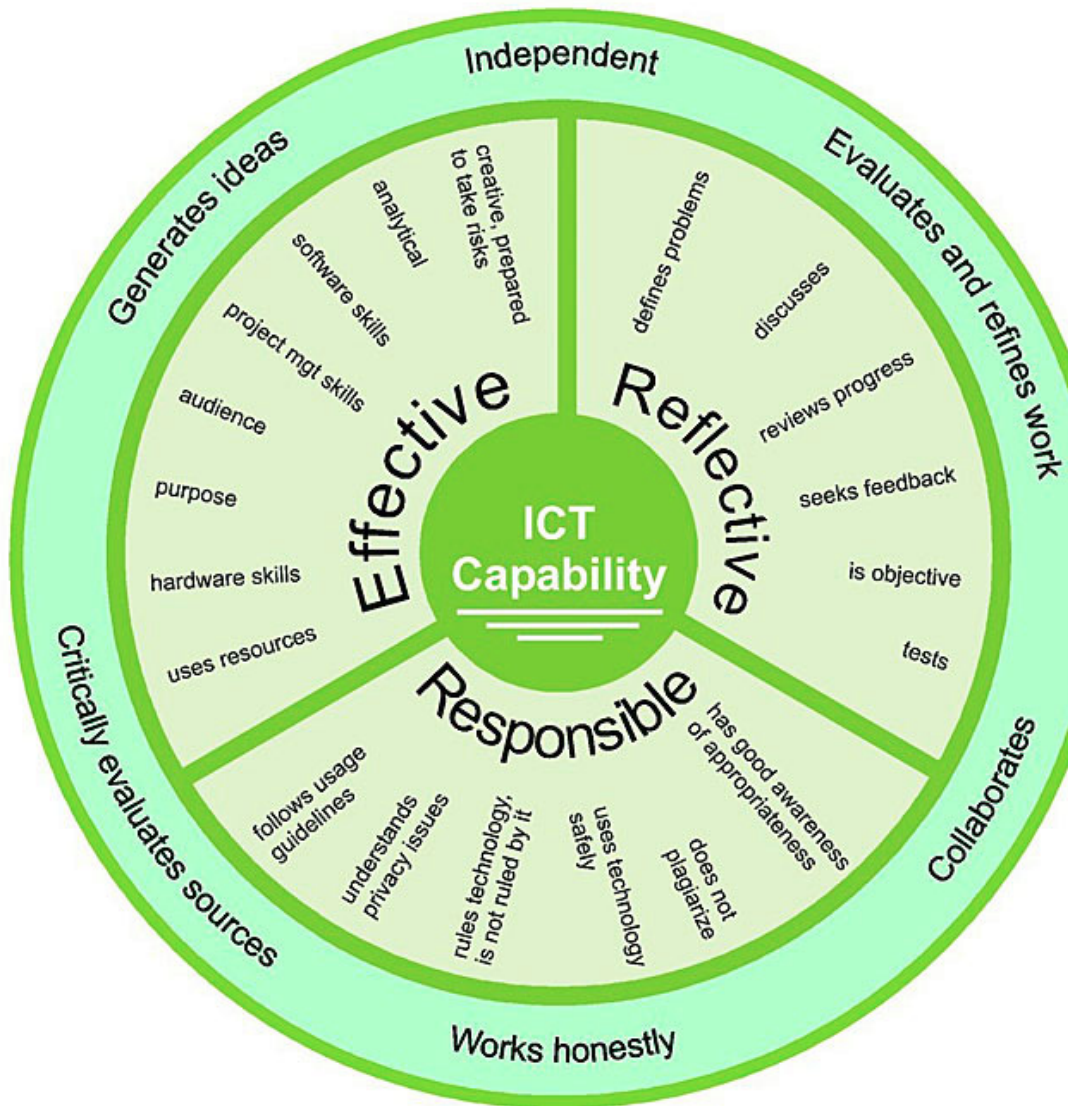 Independent
Evaluates and refines work
Collaborates
Works honestly
Critically evaluates sources
Generates ideas
ICT
Capability
Effective
creative, prepared
to take risks
analytical
software skills
project mgt skills
audience
purpose
hardware skills
uses resources
Reflective
defines problems
discusses
reviews progress
seeks feedback
is objective
tests
Responsible
follows usage
guidelines
understands
privacy issues
rules technology,
is not ruled by it
uses technology
safely
does not
plagiarize
has good awareness
of appropriateness